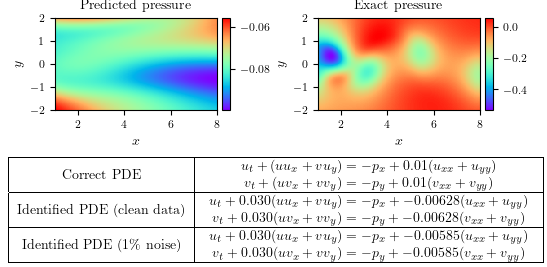 Predicted pressure
2
1
0
−1
−2
y
2
4
6
8
x
−0.06
−0.08
Exact pressure
2
1
0
−1
−2
y
2
4
6
8
x
0.0
−0.2
−0.4
Correct PDE
u_t + (uu_x + vu_y) = −p_x + 0.01(u_xx + u_yy)
v_t + (uv_x + vv_y) = −p_y + 0.01(v_xx + v_yy)
Identified PDE (clean data)
u_t + 0.030(uu_x + vu_y) = −p_x + −0.00628(u_xx + u_yy)
v_t + 0.030(uv_x + vv_y) = −p_y + −0.00628(v_xx + v_yy)
Identified PDE (1% noise)
u_t + 0.030(uu_x + vu_y) = −p_x + −0.00585(u_xx + u_yy)
v_t + 0.030(uv_x + vv_y) = −p_y + −0.00585(v_xx + v_yy)